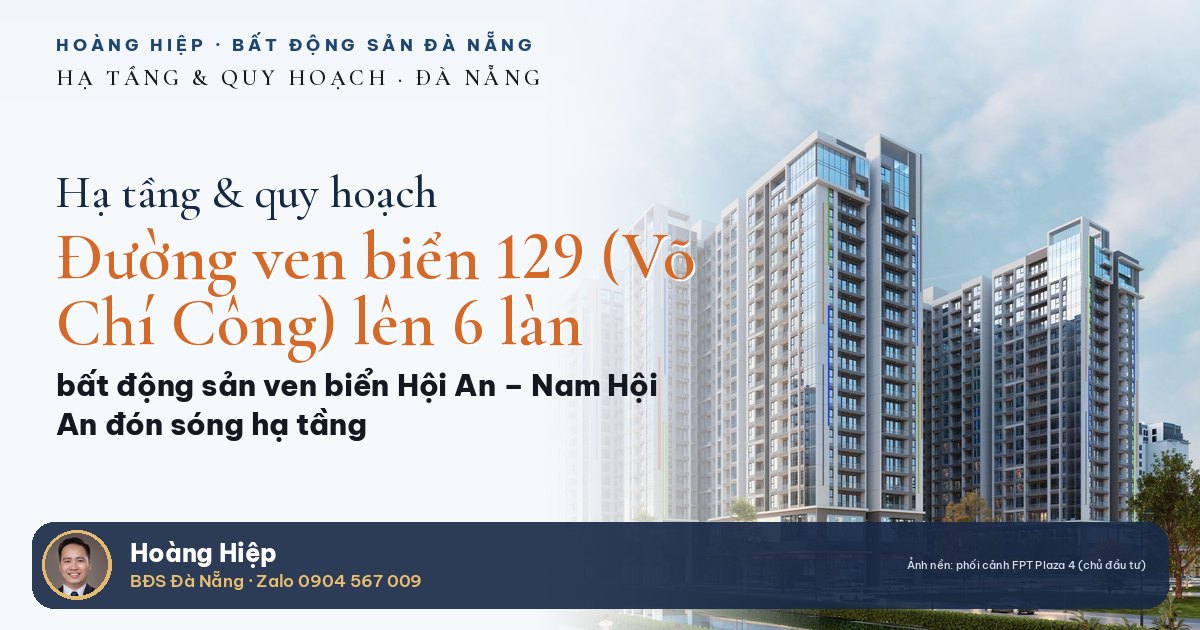 HOÀNG HIỆP · BẤT ĐỘNG SẢN ĐÀ NẴNG
HẠ TẦNG & QUY HOẠCH · ĐÀ NẴNG
Hạ tầng & quy hoạch
Đường ven biển 129 (Võ
Chí Công) lên 6 làn
bất động sản ven biển Hội An – Nam Hội
An đón sóng hạ tầng
Hoàng Hiệp
BĐS Đà Nẵng · Zalo 0904 567 009
Ảnh nền: phối cảnh FPT Plaza 4 (chủ đầu tư)